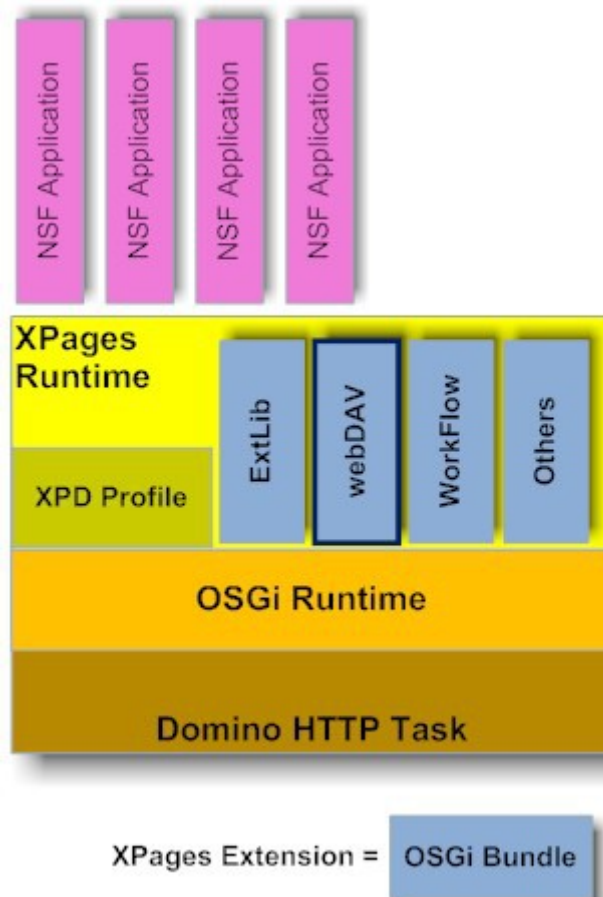 NSF Application
NSF Application
NSF Application
NSF Application
XPages
Runtime
XPD Profile
ExtLib
webDAV
WorkFlow
Others
OSGi Runtime
Domino HTTP Task
XPages Extension =
OSGi Bundle